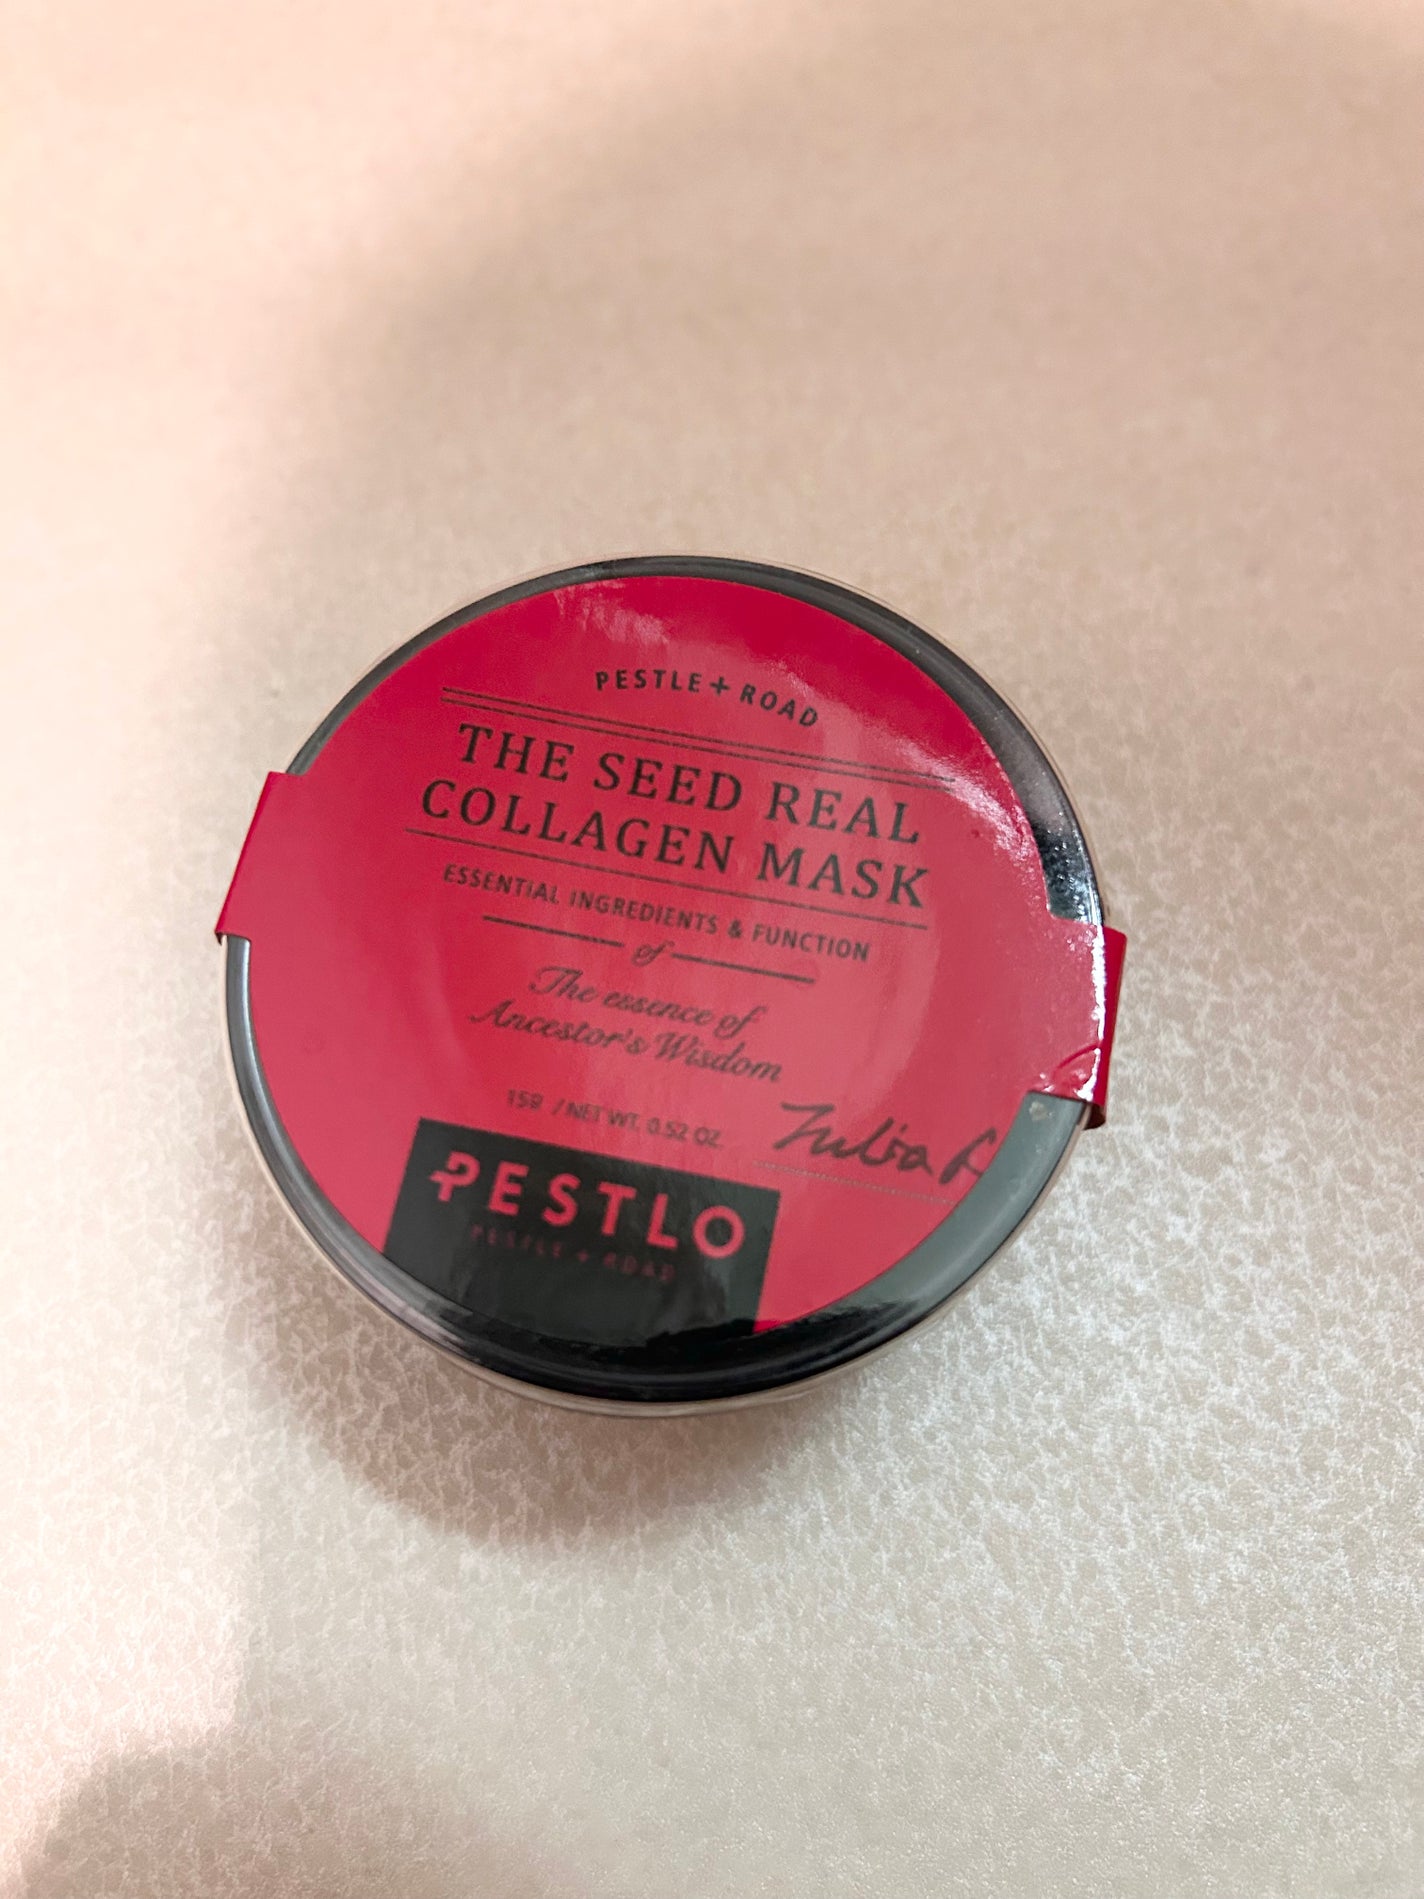 PESTLE + ROAD
THE SEED REAL
COLLAGEN MASK
ESSENTIAL INGREDIENTS & FUNCTION
of
The essence of
Ancestor's Wisdom
15g / NET WT. 0.52 OZ.
Julia
PESTLO
PESTLE + ROAD